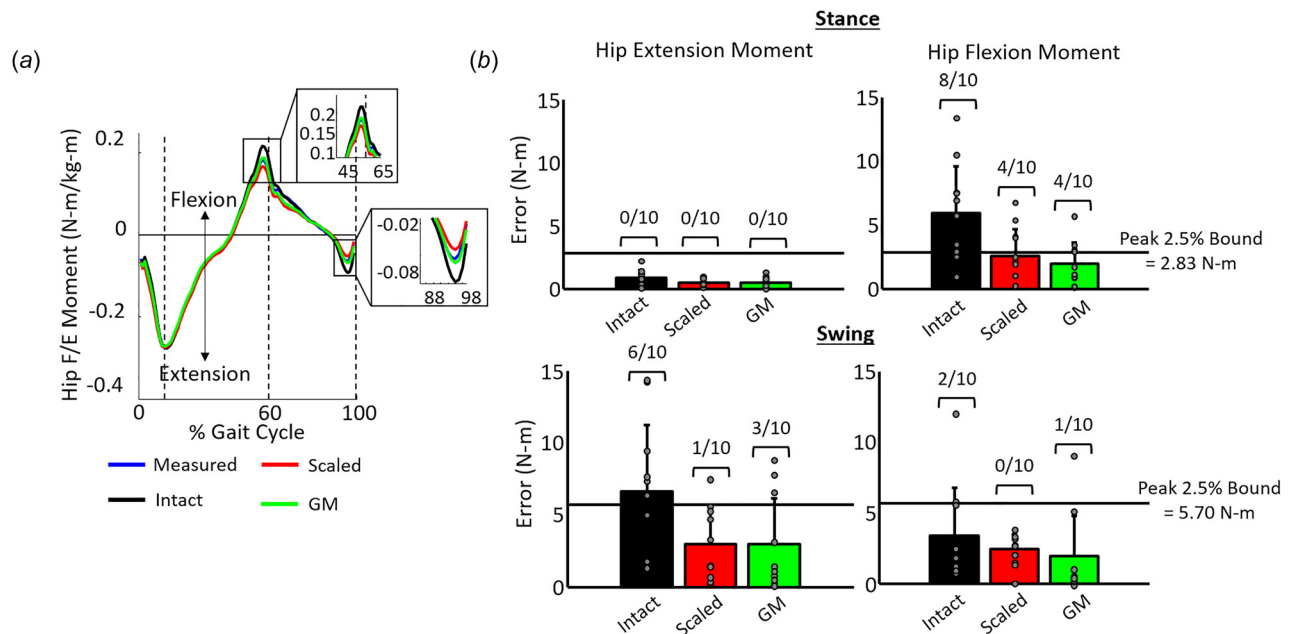 (a)
Hip F/E Moment (N-m/kg-m)
0.2
0
-0.2
-0.4
Flexion
Extension
0.2
0.15
0.1
45 65
-0.02
-0.08
88 98
0 60 100
% Gait Cycle
Measured Scaled
Intact GM
(b)
Stance
Hip Extension Moment Hip Flexion Moment
Error (N-m)
15
10
5
0
0/10 0/10 0/10
Intact Scaled GM
15
10
5
0
8/10 4/10 4/10
Intact Scaled GM
Peak 2.5% Bound
= 2.83 N-m
Swing
Error (N-m)
15
10
5
0
6/10 1/10 3/10
Intact Scaled GM
15
10
5
0
2/10 0/10 1/10
Intact Scaled GM
Peak 2.5% Bound
= 5.70 N-m